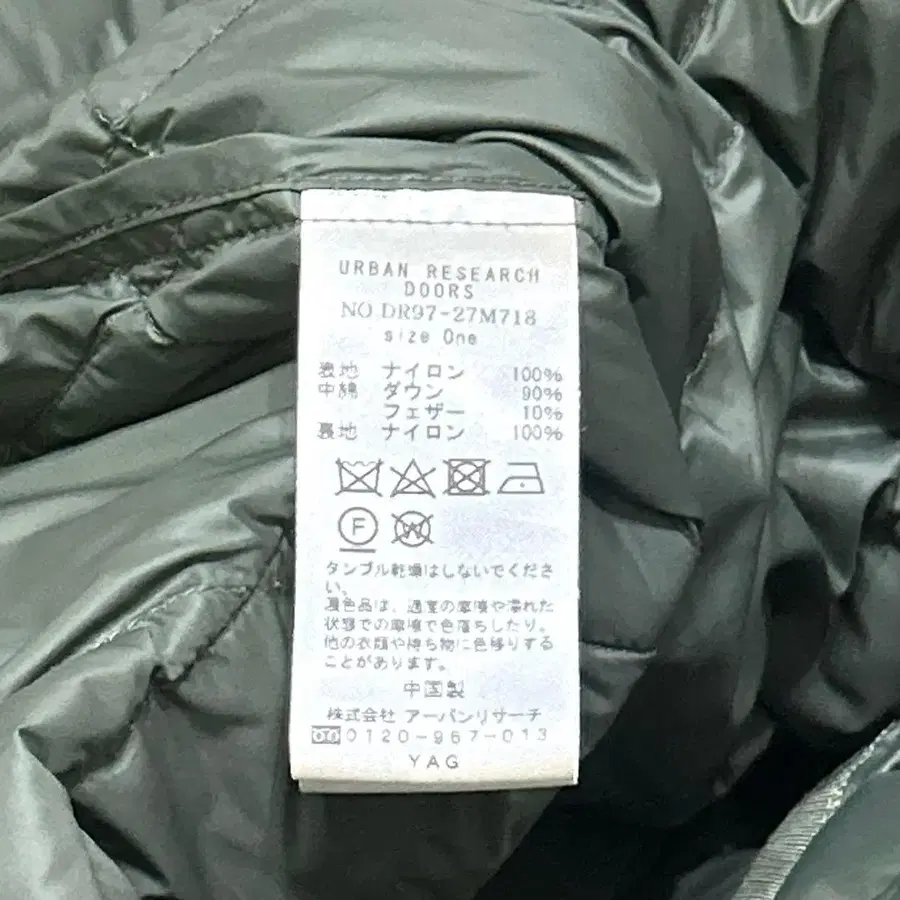 URBAN RESEARCH
DOORS
NO.DR97-27M718
size One
表地 ナイロン 100%
中綿 ダウン 90%
フェザー 10%
裏地 ナイロン 100%
F
W
タンブル乾燥はしないでくださ
い。
濃色品は、過度の摩擦や濡れた
状態での摩擦で色落ちしたり。
他の衣類や持ち物に色移りする
ことがあります。
中国製
株式会社 アーバンリサーチ
0120-967-013
YAG